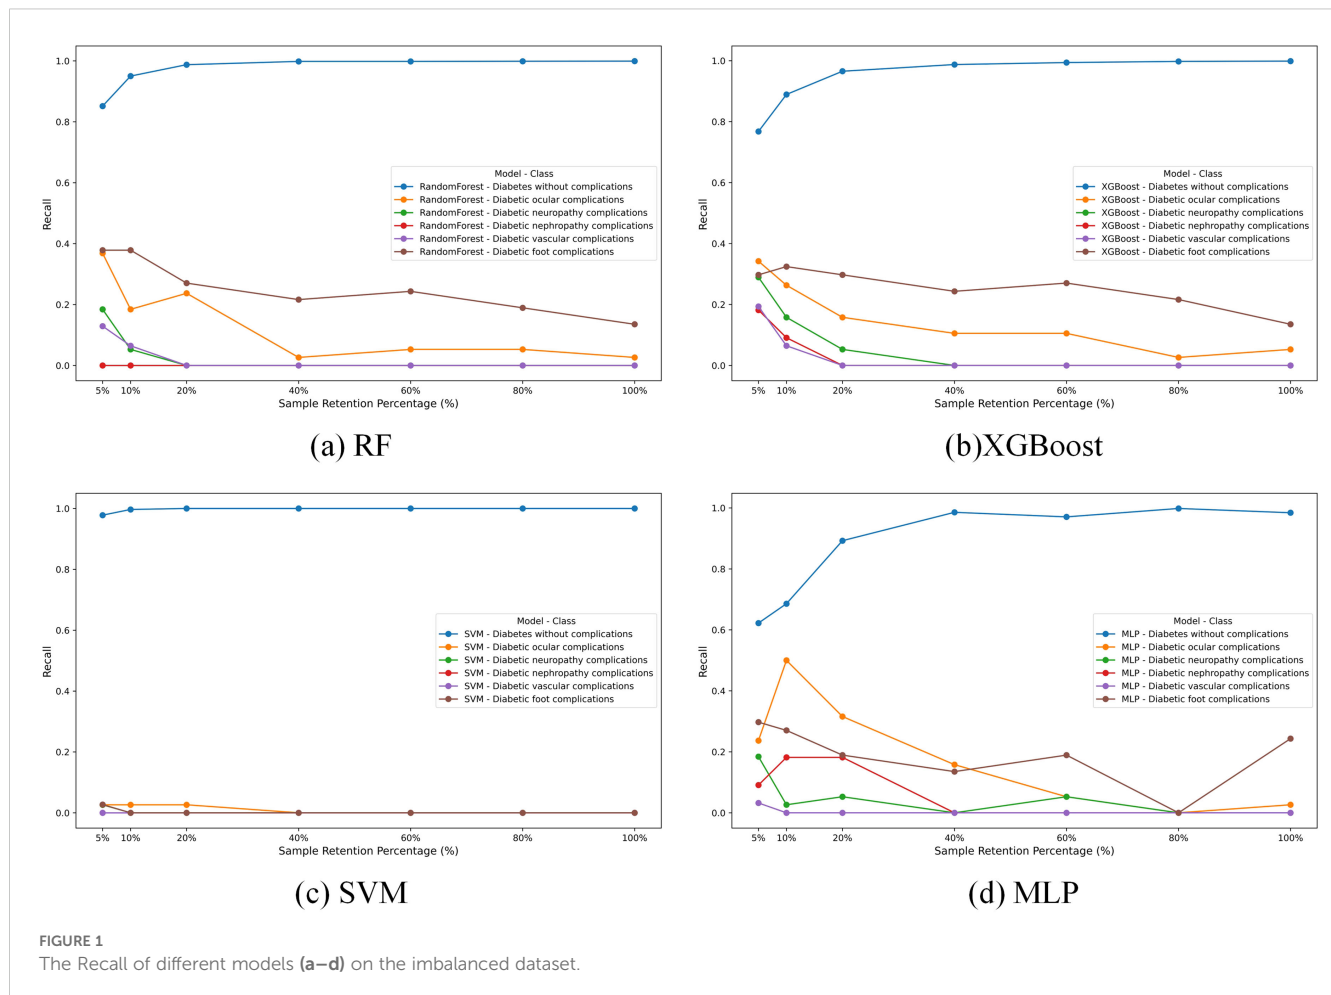 1.0
0.8
0.6
0.4
0.2
0.0
Recall
Model - Class
RandomForest - Diabetes without complications
RandomForest - Diabetic ocular complications
RandomForest - Diabetic neuropathy complications
RandomForest - Diabetic nephropathy complications
RandomForest - Diabetic vascular complications
RandomForest - Diabetic foot complications
5% 10% 20% 40% 60% 80% 100%
Sample Retention Percentage (%)
(a) RF
1.0
0.8
0.6
0.4
0.2
0.0
Recall
Model - Class
XGBoost - Diabetes without complications
XGBoost - Diabetic ocular complications
XGBoost - Diabetic neuropathy complications
XGBoost - Diabetic nephropathy complications
XGBoost - Diabetic vascular complications
XGBoost - Diabetic foot complications
5% 10% 20% 40% 60% 80% 100%
Sample Retention Percentage (%)
(b)XGBoost
1.0
0.8
0.6
0.4
0.2
0.0
Recall
Model - Class
SVM - Diabetes without complications
SVM - Diabetic ocular complications
SVM - Diabetic neuropathy complications
SVM - Diabetic nephropathy complications
SVM - Diabetic vascular complications
SVM - Diabetic foot complications
5% 10% 20% 40% 60% 80% 100%
Sample Retention Percentage (%)
(c) SVM
1.0
0.8
0.6
0.4
0.2
0.0
Recall
Model - Class
MLP - Diabetes without complications
MLP - Diabetic ocular complications
MLP - Diabetic neuropathy complications
MLP - Diabetic nephropathy complications
MLP - Diabetic vascular complications
MLP - Diabetic foot complications
5% 10% 20% 40% 60% 80% 100%
Sample Retention Percentage (%)
(d) MLP
FIGURE 1
The Recall of different models (a–d) on the imbalanced dataset.